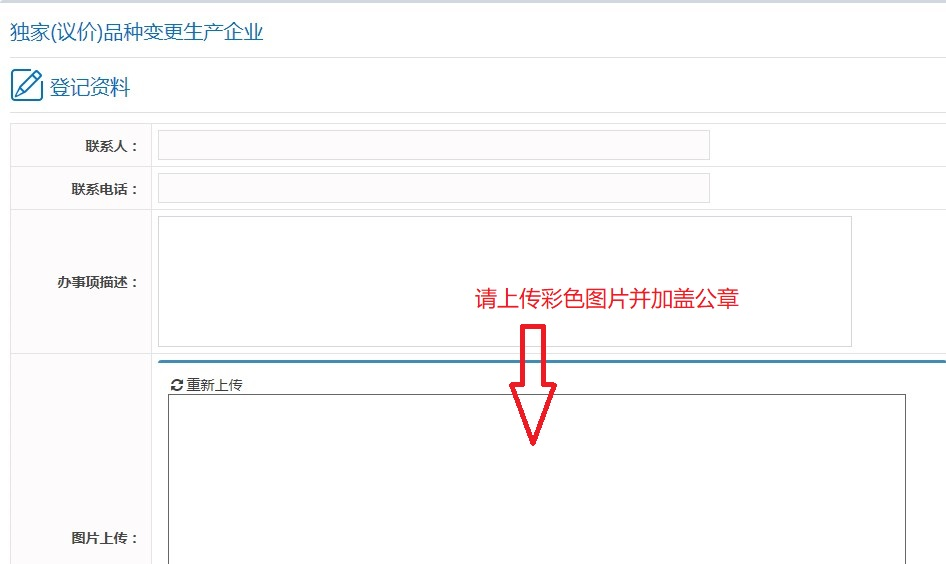 独家(议价)品种变更生产企业
登记资料
联系人：
联系电话：
办事项描述：
请上传彩色图片并加盖公章
重新上传
图片上传：